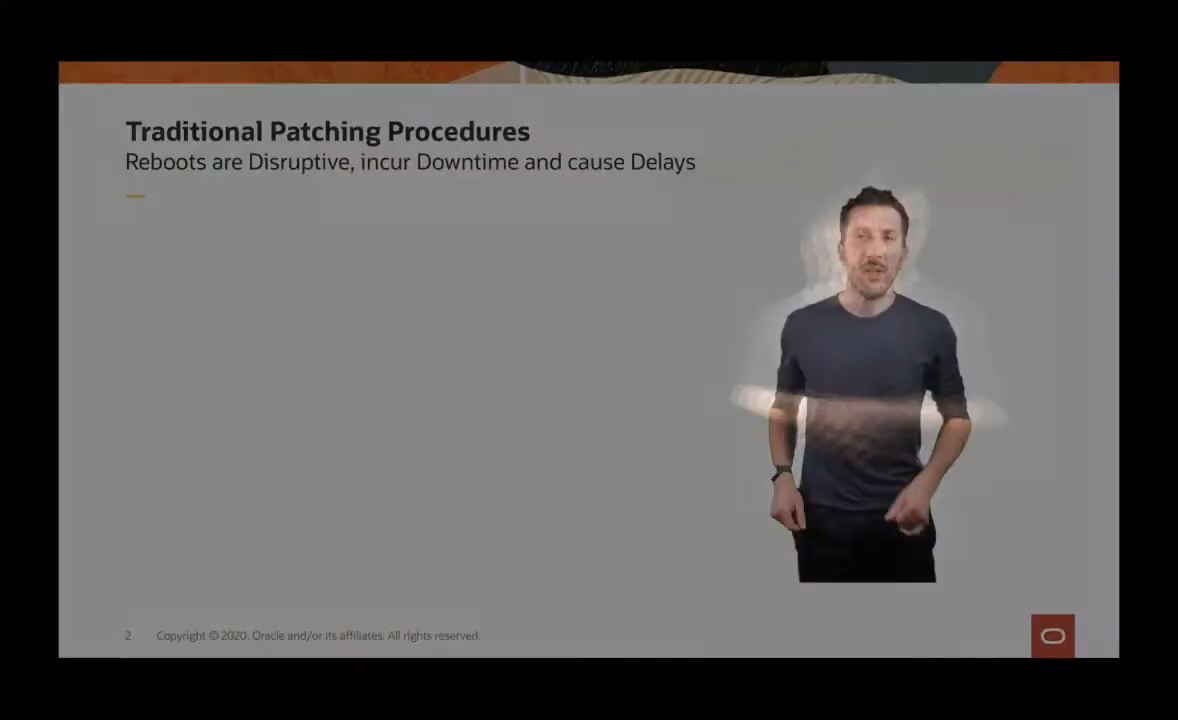 Traditional Patching Procedures
Reboots are Disruptive, incur Downtime and cause Delays
2 Copyright © 2020. Oracle and/or its affiliates. All rights reserved.